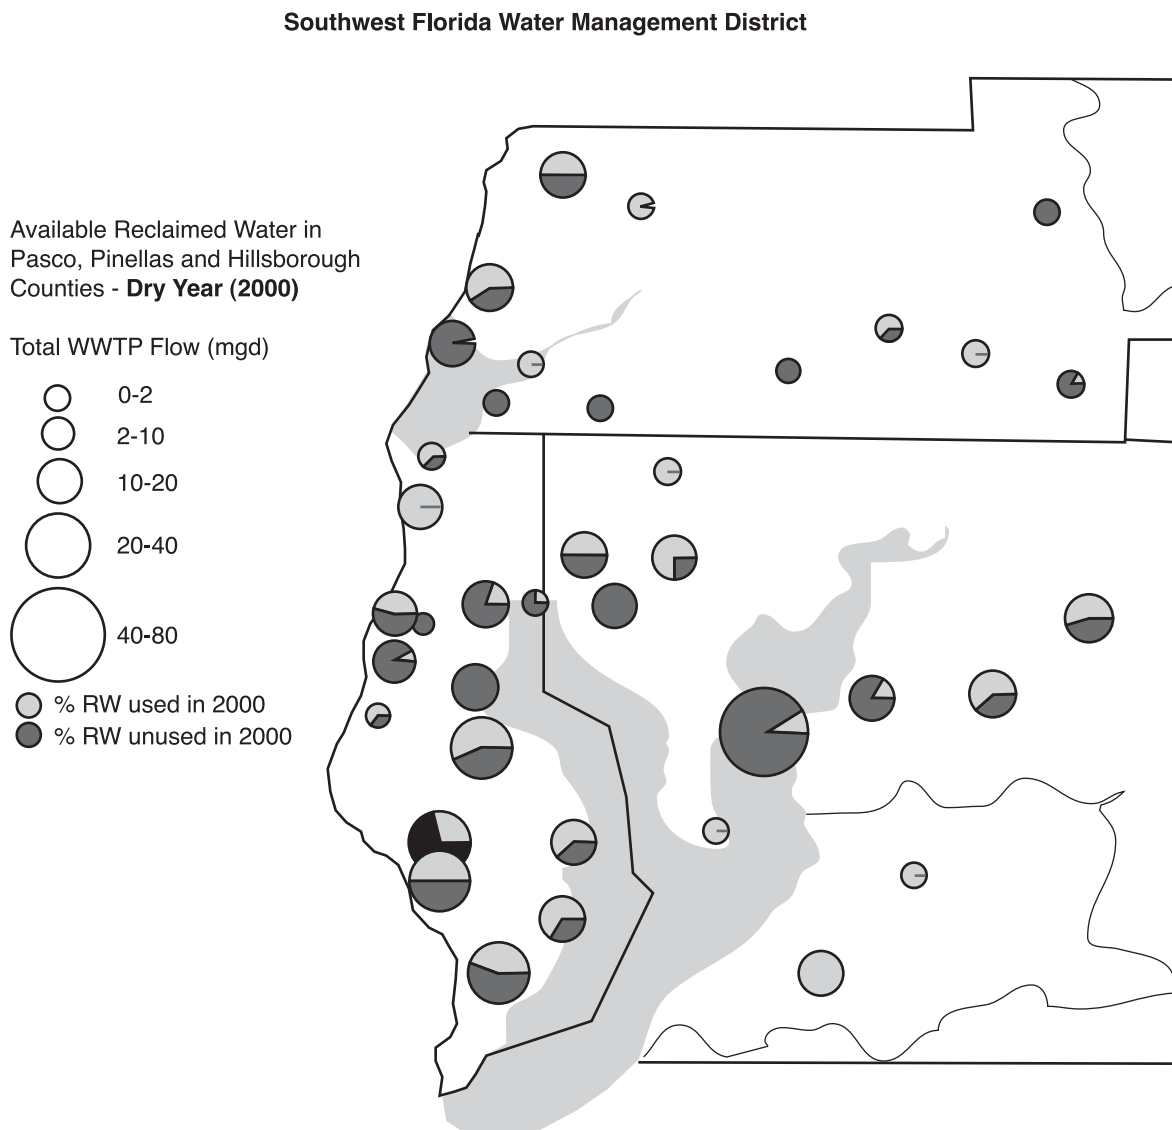 Southwest Florida Water Management District
Available Reclaimed Water in
Pasco, Pinellas and Hillsborough
Counties - Dry Year (2000)
Total WWTP Flow (mgd)
0-2
2-10
10-20
20-40
40-80
% RW used in 2000
% RW unused in 2000